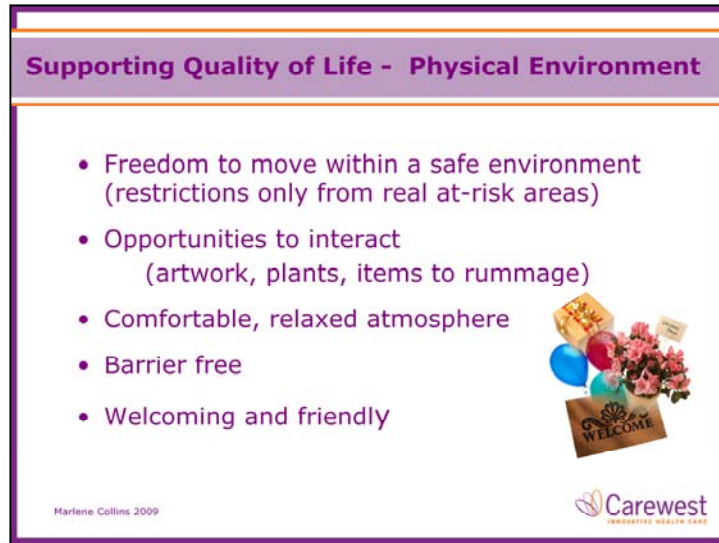 Supporting Quality of Life - Physical Environment
• Freedom to move within a safe environment
(restrictions only from real at-risk areas)
• Opportunities to interact
(artwork, plants, items to rummage)
• Comfortable, relaxed atmosphere
• Barrier free
• Welcoming and friendly
WELCOME
Marlene Collins 2009
Carewest
INNOVATIVE HEALTH CARE